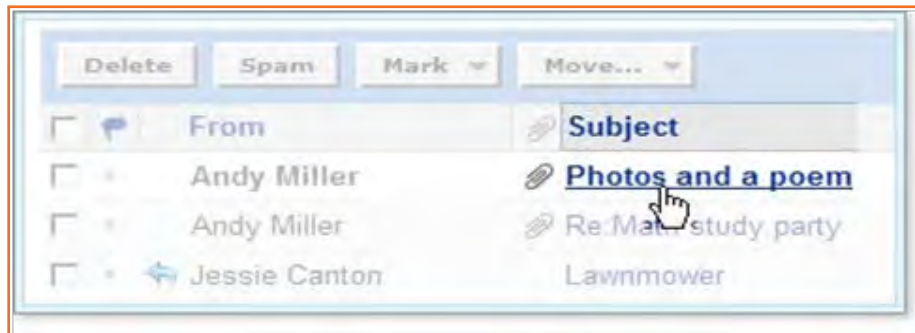 Delete Spam Mark Move...
From Subject
Andy Miller Photos and a poem
Andy Miller Re:Math study party
Jessie Canton Lawnmower